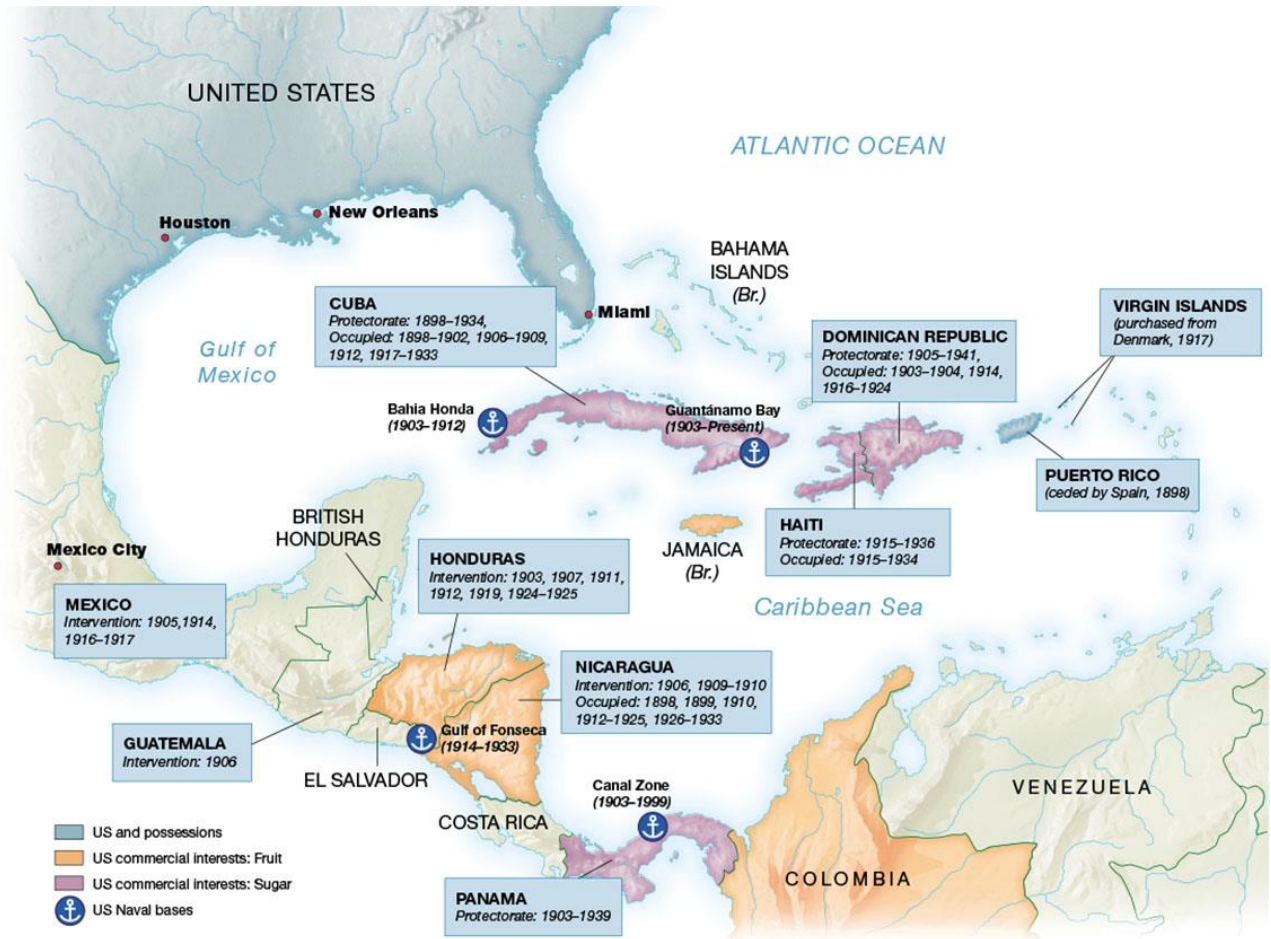 UNITED STATES
ATLANTIC OCEAN
Houston
New Orleans
BAHAMA
ISLANDS
(Br.)
Miami
Gulf of
Mexico
CUBA
Protectorate: 1898–1934,
Occupied: 1898–1902, 1906–1909,
1912, 1917–1933
DOMINICAN REPUBLIC
Protectorate: 1905–1941,
Occupied: 1903–1904, 1914,
1916–1924
VIRGIN ISLANDS
(purchased from
Denmark, 1917)
Bahia Honda
(1903–1912)
Guantánamo Bay
(1903–Present)
PUERTO RICO
(ceded by Spain, 1898)
HAITI
Protectorate: 1915–1936
Occupied: 1915–1934
JAMAICA
(Br.)
Caribbean Sea
BRITISH
HONDURAS
Mexico City
MEXICO
Intervention: 1905,1914,
1916–1917
HONDURAS
Intervention: 1903, 1907, 1911,
1912, 1919, 1924–1925
NICARAGUA
Intervention: 1906, 1909–1910
Occupied: 1898, 1899, 1910,
1912–1925, 1926–1933
GUATEMALA
Intervention: 1906
Gulf of Fonseca
(1914–1933)
EL SALVADOR
COSTA RICA
Canal Zone
(1903–1999)
VENEZUELA
COLOMBIA
PANAMA
Protectorate: 1903–1939
US and possessions
US commercial interests: Fruit
US commercial interests: Sugar
US Naval bases